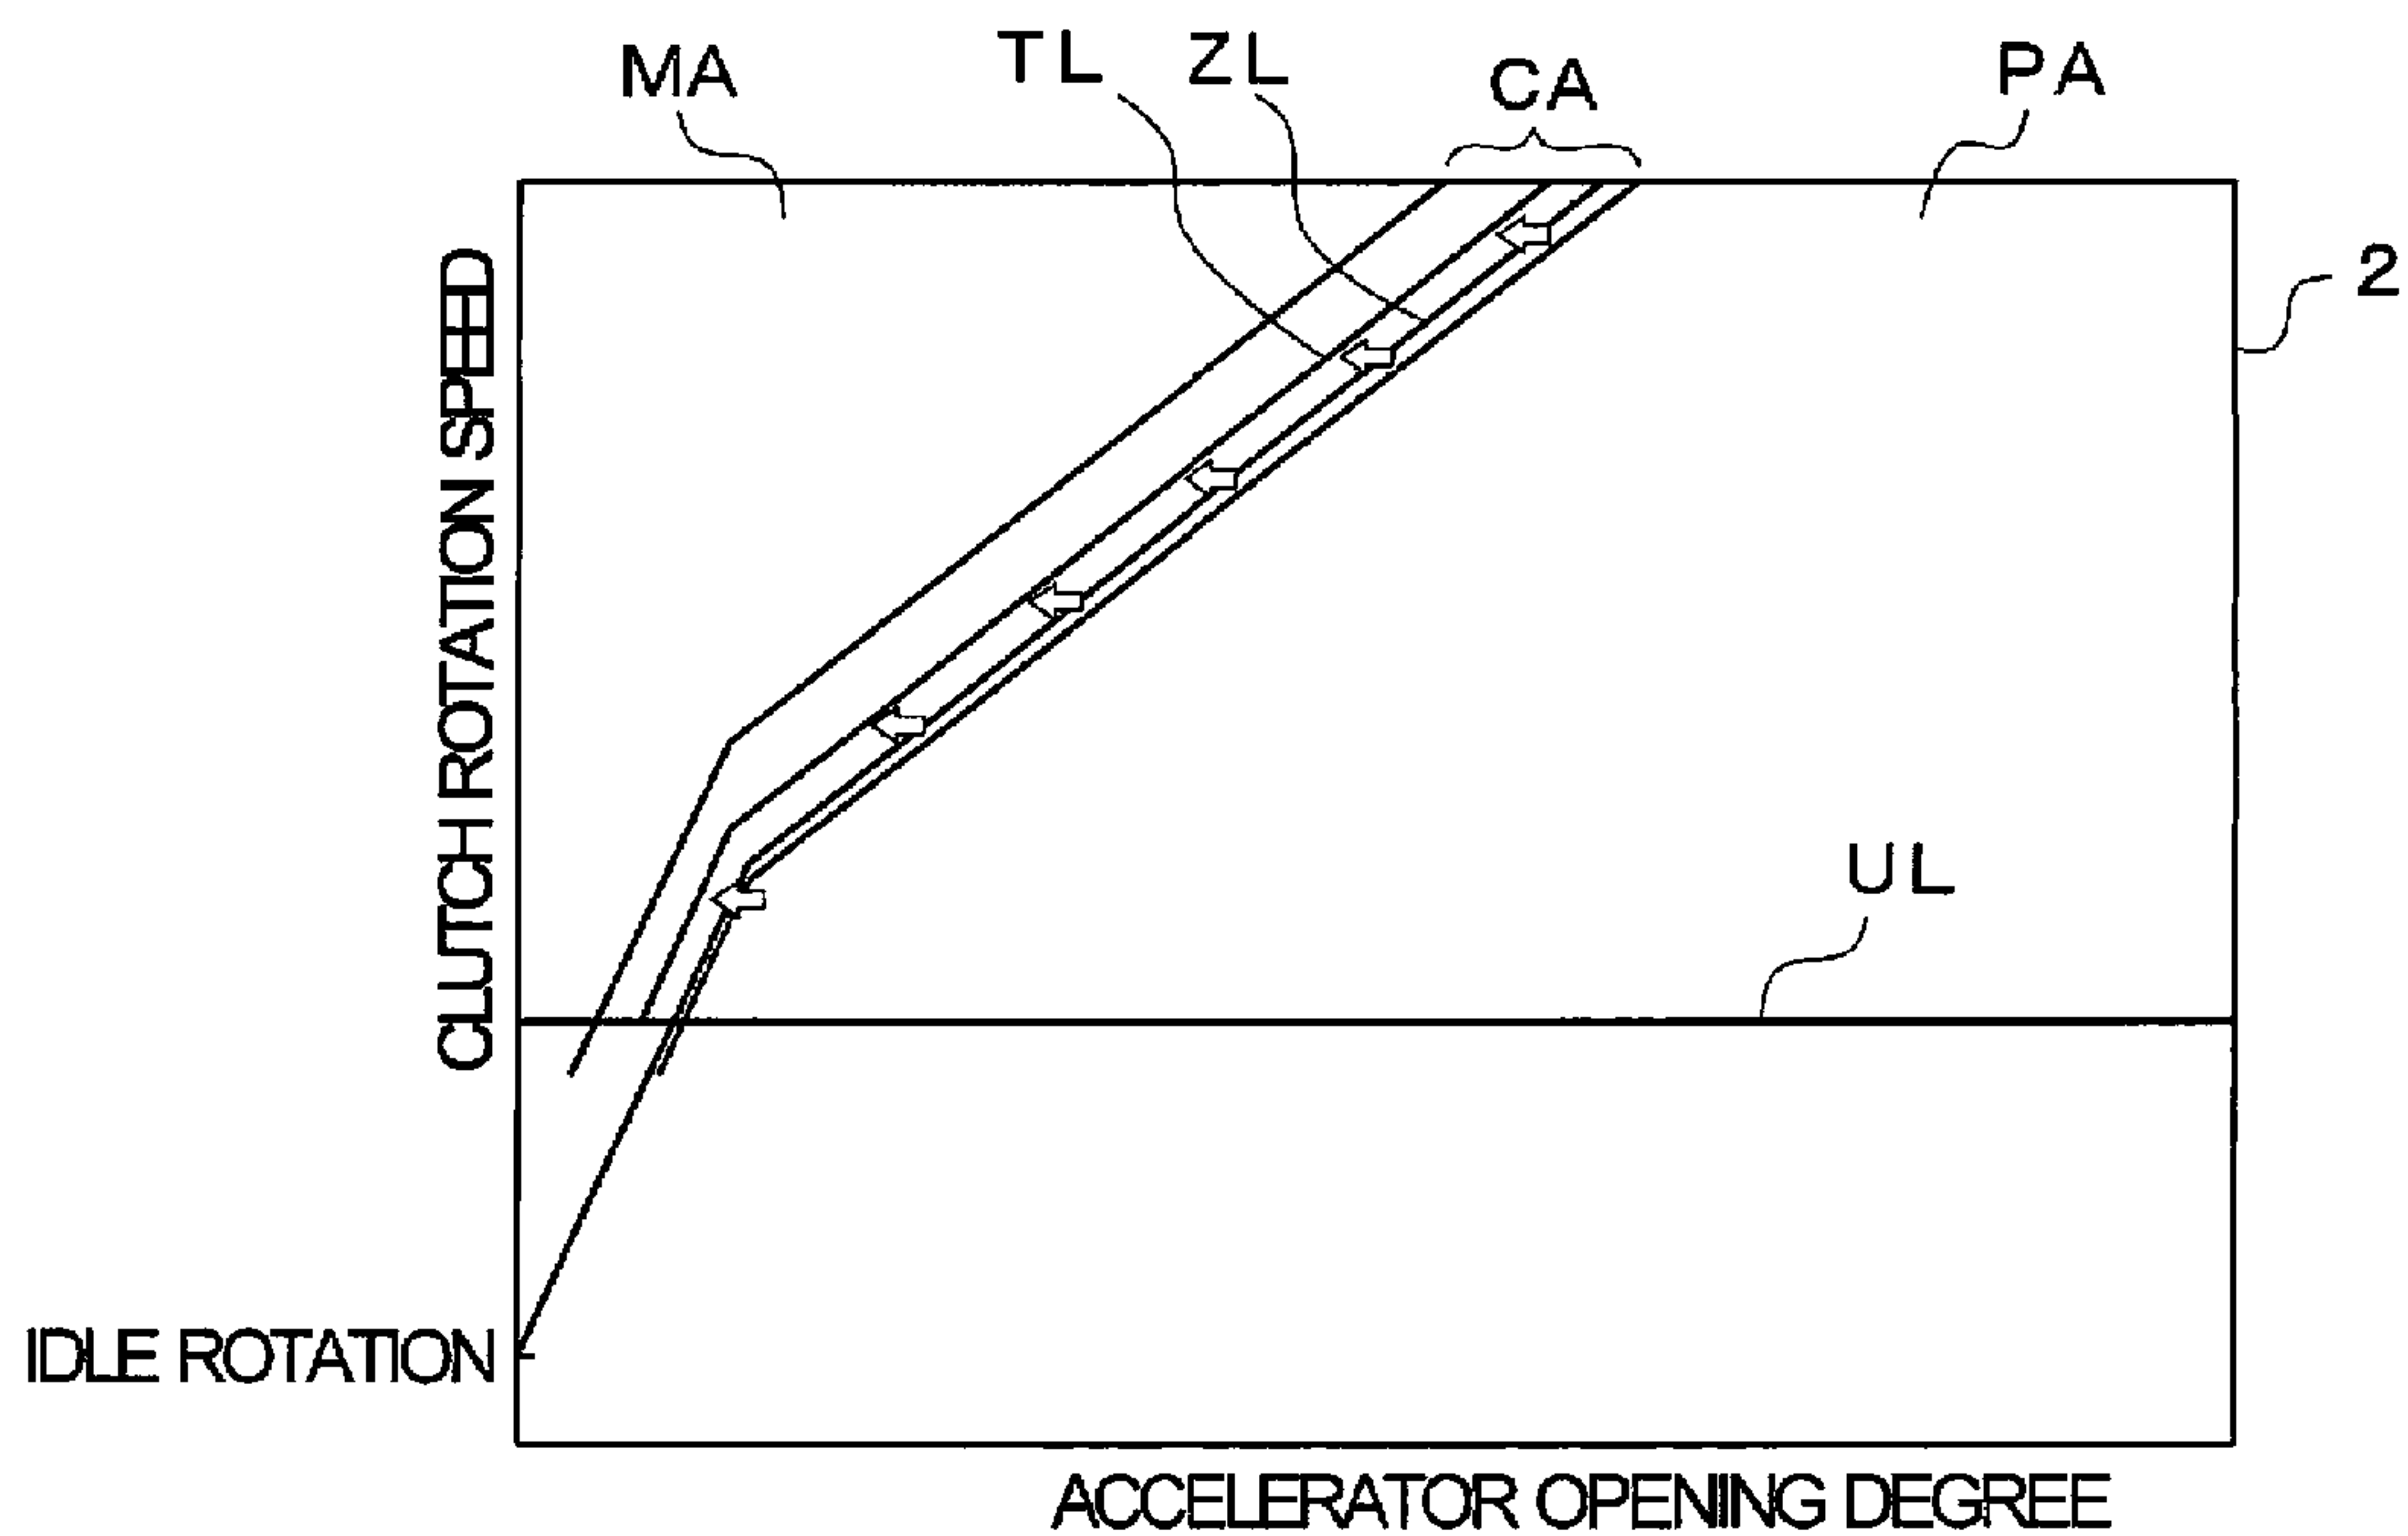 MA
TL
ZL
CA
PA
2
CLUTCH ROTATION SPEED
UL
IDLE ROTATION
ACCELERATOR OPENING DEGREE